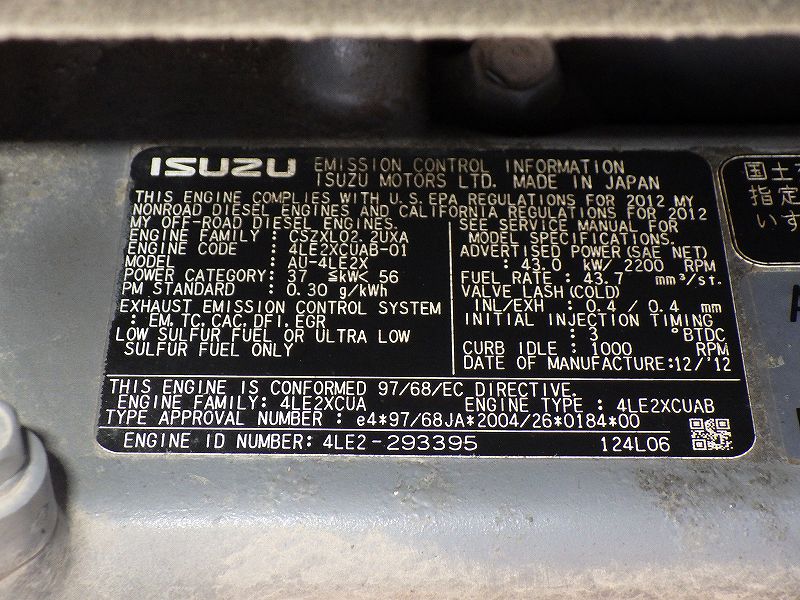 ISUZU EMISSION CONTROL INFORMATION
ISUZU MOTORS LTD. MADE IN JAPAN
THIS ENGINE COMPLIES WITH U.S.EPA REGULATIONS FOR 2012 MY
NONROAD DIESEL ENGINES AND CALIFORNIA REGULATIONS FOR 2012
MY OFF-ROAD DIESEL ENGINES.
ENGINE FAMILY : CSZXL02.2UXA
ENGINE CODE : 4LE2XCUAB-01
MODEL : AU-4LE2X
POWER CATEGORY: 37 ≦kW< 56
PM STANDARD : 0.30 g/kWh
EXHAUST EMISSION CONTROL SYSTEM
: EM,TC,CAC,DFI,EGR
LOW SULFUR FUEL OR ULTRA LOW
SULFUR FUEL ONLY
SEE SERVICE MANUAL FOR
MODEL SPECIFICATIONS.
ADVERTISED POWER(SAE NET)
: 43.0 kW/2200 RPM
FUEL RATE: 43.7 mm³/st.
VALVE LASH(COLD)
INL/EXH : 0.4 / 0.4 mm
INITIAL INJECTION TIMING
: 3 °BTDC
CURB IDLE : 1000 RPM
DATE OF MANUFACTURE:12/'12
THIS ENGINE IS CONFORMED 97/68/EC DIRECTIVE.
ENGINE FAMILY: 4LE2XCUA ENGINE TYPE : 4LE2XCUAB
TYPE APPROVAL NUMBER : e4*97/68JA*2004/26*0184*00
ENGINE ID NUMBER: 4LE2-293395 124L06
国土
指定
いす